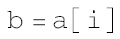 b = a[ i ]